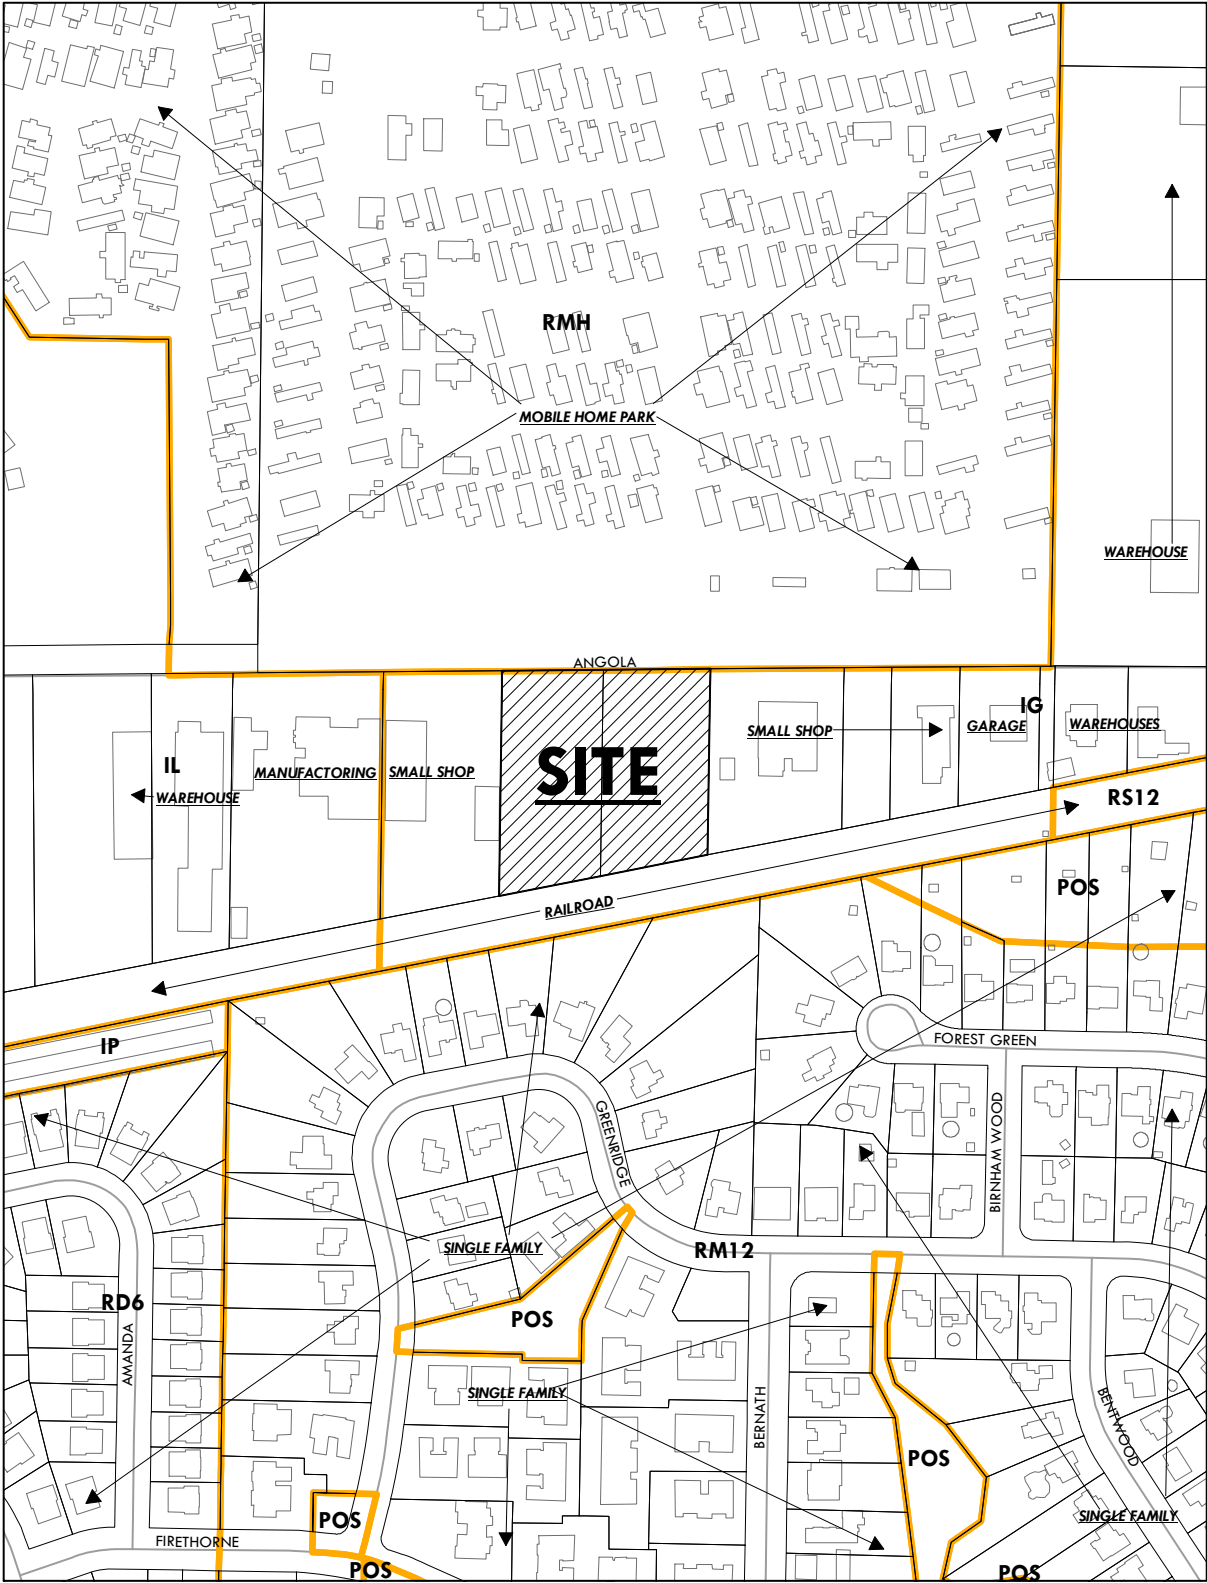 RMH
MOBILE HOME PARK
WAREHOUSE
ANGOLA
IG
SMALL SHOP
GARAGE
WAREHOUSES
SITE
IL
MANUFACTORING
SMALL SHOP
WAREHOUSE
RS12
POS
RAILROAD
IP
FOREST GREEN
GREENRIDGE
BIRNHAM WOOD
SINGLE FAMILY
RM12
RD6
POS
AMANDA
SINGLE FAMILY
BERNATH
BENTWOOD
POS
SINGLE FAMILY
POS
FIRETHORNE
POS
POS